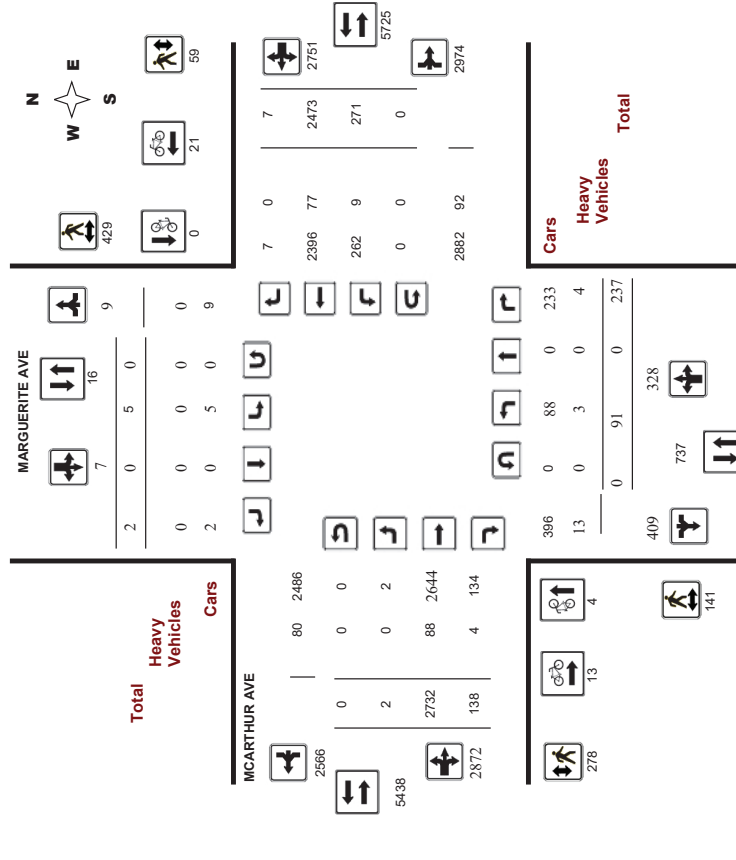 N
W E
S
59
21
429
0
MARGUERITE AVE
9
16
7
2 0 5 0
0 0 0 0
2 0 5 0
0
9
Total
Heavy
Vehicles
Cars
2751
5725
2974
7 0 7
2396 77 2473
262 9 271
0 0 0
2882 92
MCARTHUR AVE
2566
5438
2872
80 2486
0 0 0
2 0 2
2732 88 2644
138 4 134
Cars
Heavy
Vehicles
Total
396 0 88 0 233
13 0 3 0 4
0 91 0 237
409
737
328
4
13
278
141